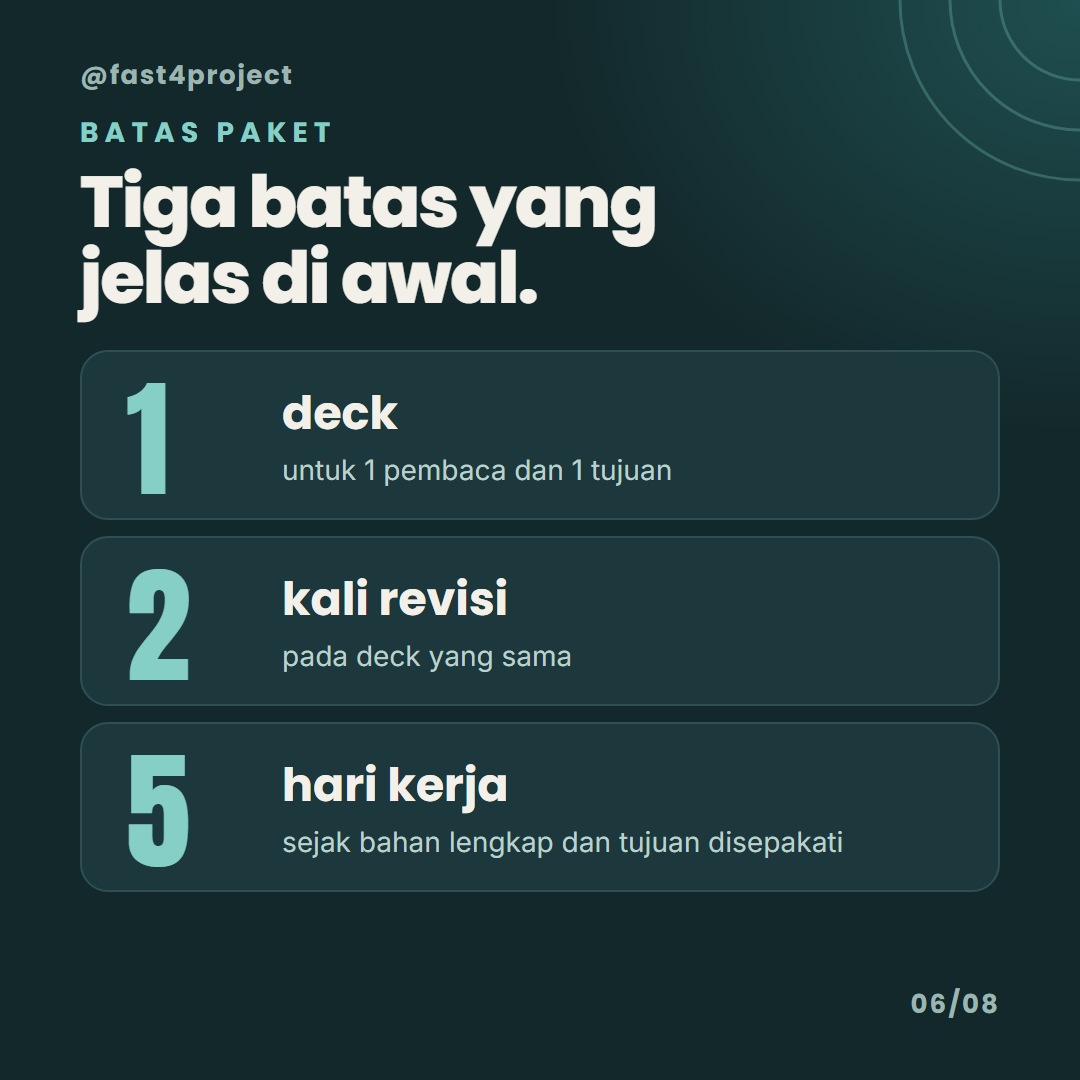 @fast4project
BATAS PAKET
Tiga batas yang
jelas di awal.
1
deck
untuk 1 pembaca dan 1 tujuan
2
kali revisi
pada deck yang sama
5
hari kerja
sejak bahan lengkap dan tujuan disepakati
06/08